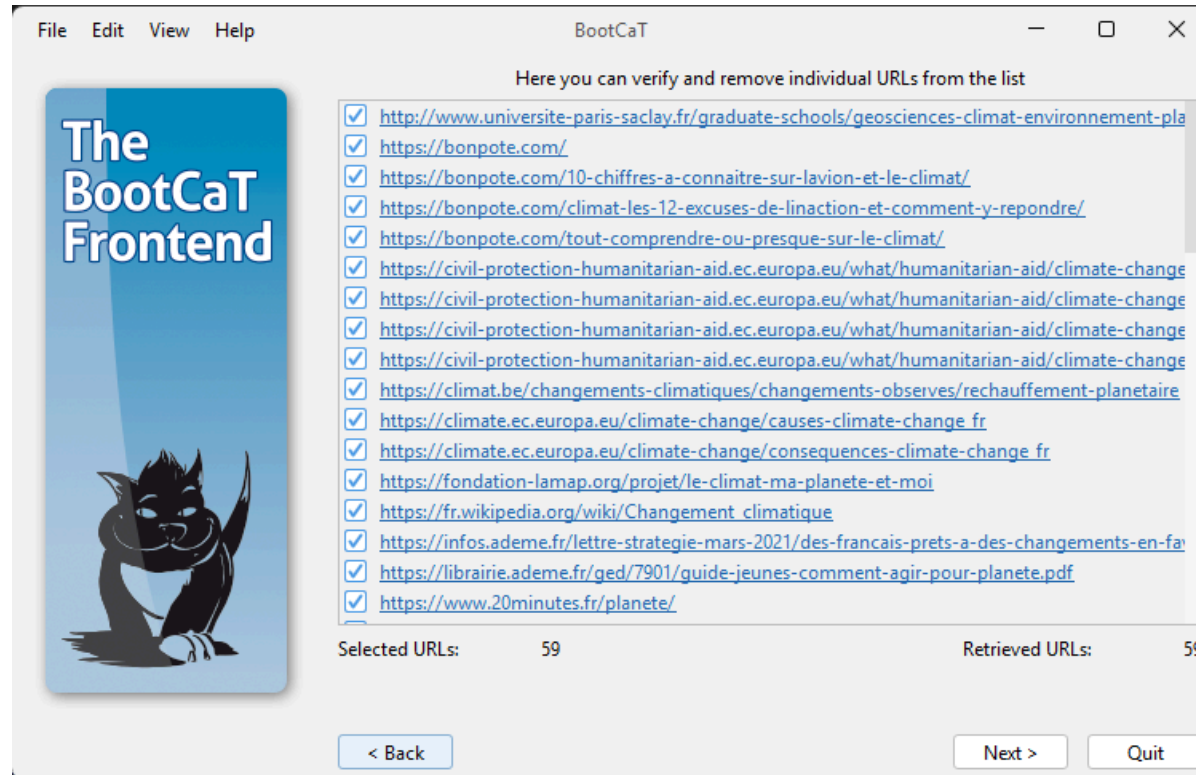 File Edit View Help BootCaT
Here you can verify and remove individual URLs from the list
The
BootCaT
Frontend
http://www.universite-paris-saclay.fr/graduate-schools/geosciences-climat-environnement-pla
https://bonpote.com/
https://bonpote.com/10-chiffres-a-connaitre-sur-lavion-et-le-climat/
https://bonpote.com/climat-les-12-excuses-de-linaction-et-comment-y-repondre/
https://bonpote.com/tout-comprendre-ou-presque-sur-le-climat/
https://civil-protection-humanitarian-aid.ec.europa.eu/what/humanitarian-aid/climate-change
https://civil-protection-humanitarian-aid.ec.europa.eu/what/humanitarian-aid/climate-change
https://civil-protection-humanitarian-aid.ec.europa.eu/what/humanitarian-aid/climate-change
https://civil-protection-humanitarian-aid.ec.europa.eu/what/humanitarian-aid/climate-change
https://climat.be/changements-climatiques/changements-observes/rechauffement-planetaire
https://climate.ec.europa.eu/climate-change/causes-climate-change_fr
https://climate.ec.europa.eu/climate-change/consequences-climate-change_fr
https://fondation-lamap.org/projet/le-climat-ma-planete-et-moi
https://fr.wikipedia.org/wiki/Changement_climatique
https://infos.ademe.fr/lettre-strategie-mars-2021/des-francais-prets-a-des-changements-en-fav
https://librairie.ademe.fr/ged/7901/guide-jeunes-comment-agir-pour-planete.pdf
https://www.20minutes.fr/planete/
Selected URLs: 59 Retrieved URLs: 59
< Back Next > Quit